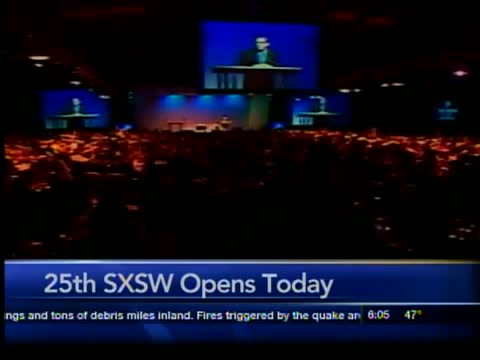 25th SXSW Opens Today
ngs and tons of debris miles inland. Fires triggered by the quake are 6:05 47°